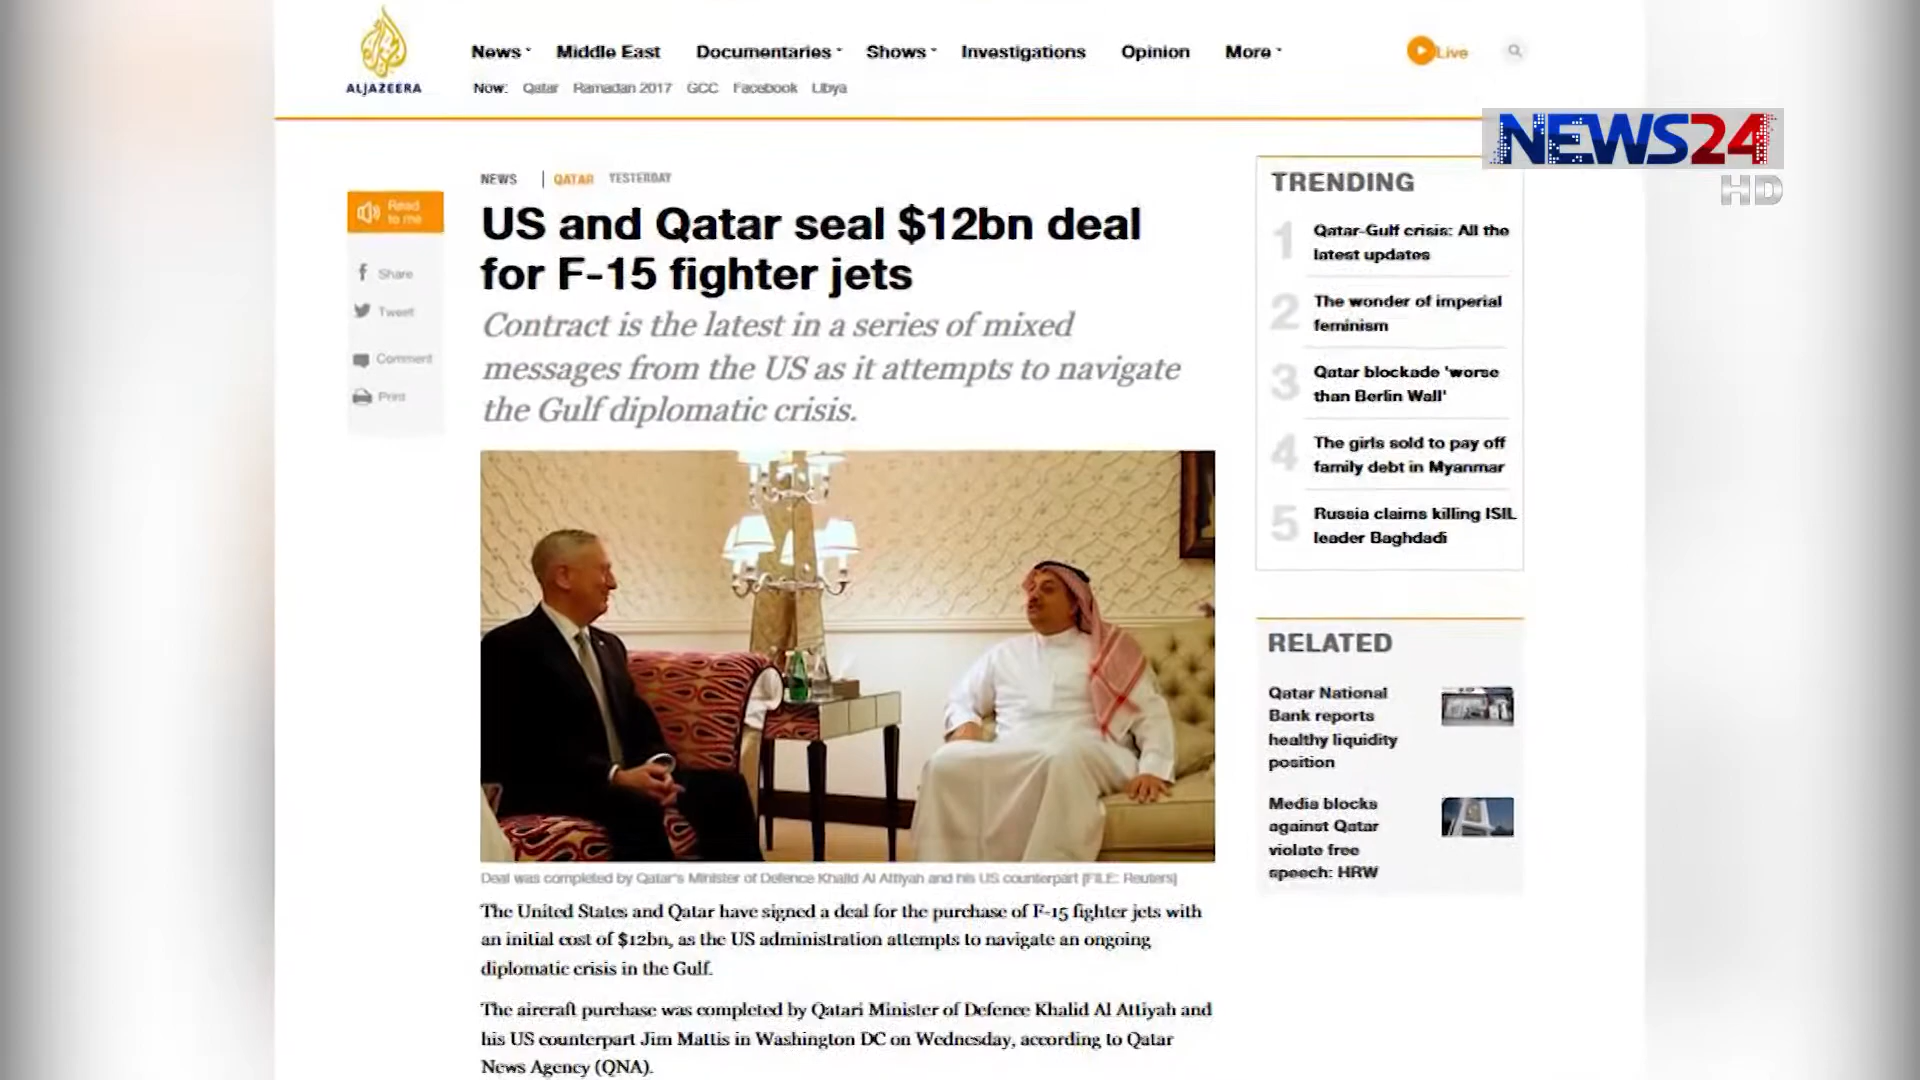 ALJAZEERA
News Middle East Documentaries Shows Investigations Opinion More
Live
Now: Qatar Ramadan 2017 GCC Facebook Libya
NEWS24
HD
NEWS | QATAR YESTERDAY
US and Qatar seal $12bn deal
for F-15 fighter jets
Contract is the latest in a series of mixed
messages from the US as it attempts to navigate
the Gulf diplomatic crisis.
Read
to me
Share
Tweet
Comment
Print
Deal was completed by Qatar's Minister of Defence Khalid Al Attiyah and his US counterpart [FILE: Reuters]
The United States and Qatar have signed a deal for the purchase of F-15 fighter jets with
an initial cost of $12bn, as the US administration attempts to navigate an ongoing
diplomatic crisis in the Gulf.
The aircraft purchase was completed by Qatari Minister of Defence Khalid Al Attiyah and
his US counterpart Jim Mattis in Washington DC on Wednesday, according to Qatar
News Agency (QNA).
TRENDING
1 Qatar-Gulf crisis: All the
latest updates
2 The wonder of imperial
feminism
3 Qatar blockade 'worse
than Berlin Wall'
4 The girls sold to pay off
family debt in Myanmar
5 Russia claims killing ISIL
leader Baghdadi
RELATED
Qatar National
Bank reports
healthy liquidity
position
Media blocks
against Qatar
violate free
speech: HRW